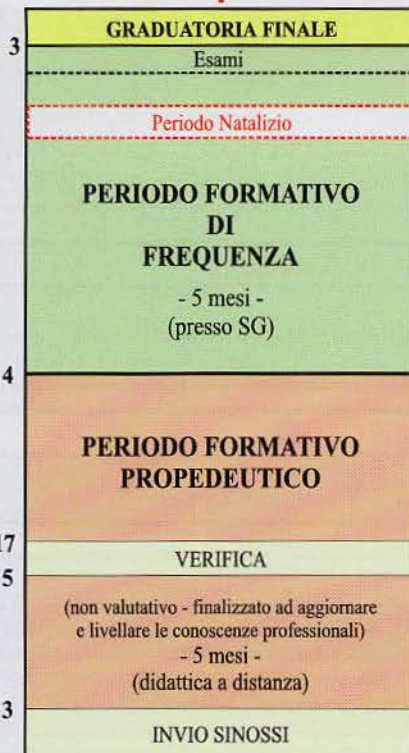 GRADUATORIA FINALE
3
Esami
Periodo Natalizio
PERIODO FORMATIVO
DI
FREQUENZA
- 5 mesi -
(presso SG)
4
PERIODO FORMATIVO
PROPEDEUTICO
17
VERIFICA
5
(non valutativo - finalizzato ad aggiornare
e livellare le conoscenze professionali)
- 5 mesi -
(didattica a distanza)
3
INVIO SINOSSI